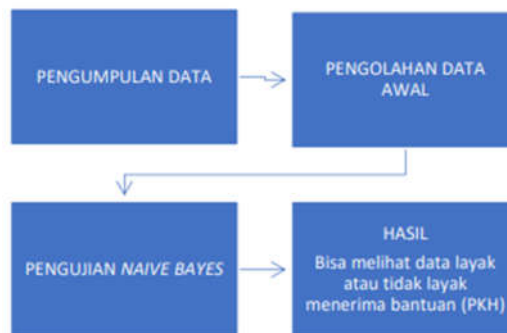 PENGUMPULAN DATA
PENGOLAHAN DATA
AWAL
PENGUJIAN NAIVE BAYES
HASIL
Bisa melihat data layak
atau tidak layak
menerima bantuan (PKH)